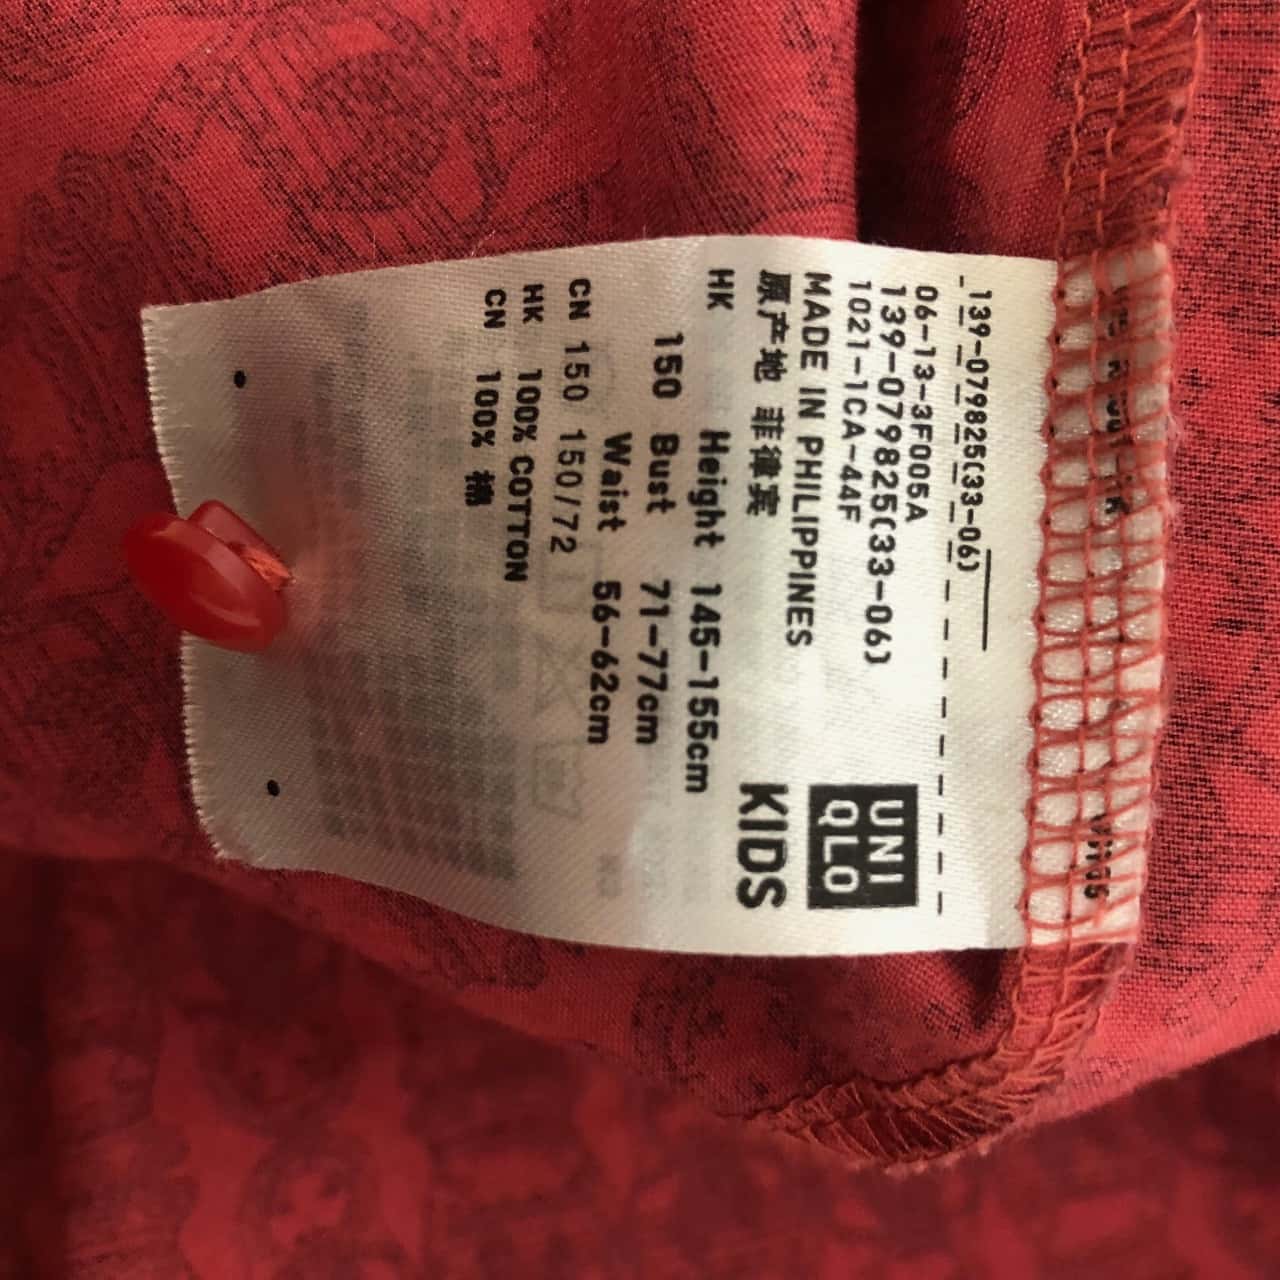 139-079825(33-06)
06-13-3F005A
139-079825(33-06)
1021-1CA-44F
UNI
QLO
MADE IN PHILIPPINES
原产地 菲律宾
KIDS
HK Height 145-155cm
150 Bust 71-77cm
Waist 56-62cm
CN 150 150/72
HK 100% COTTON
CN 100% 棉